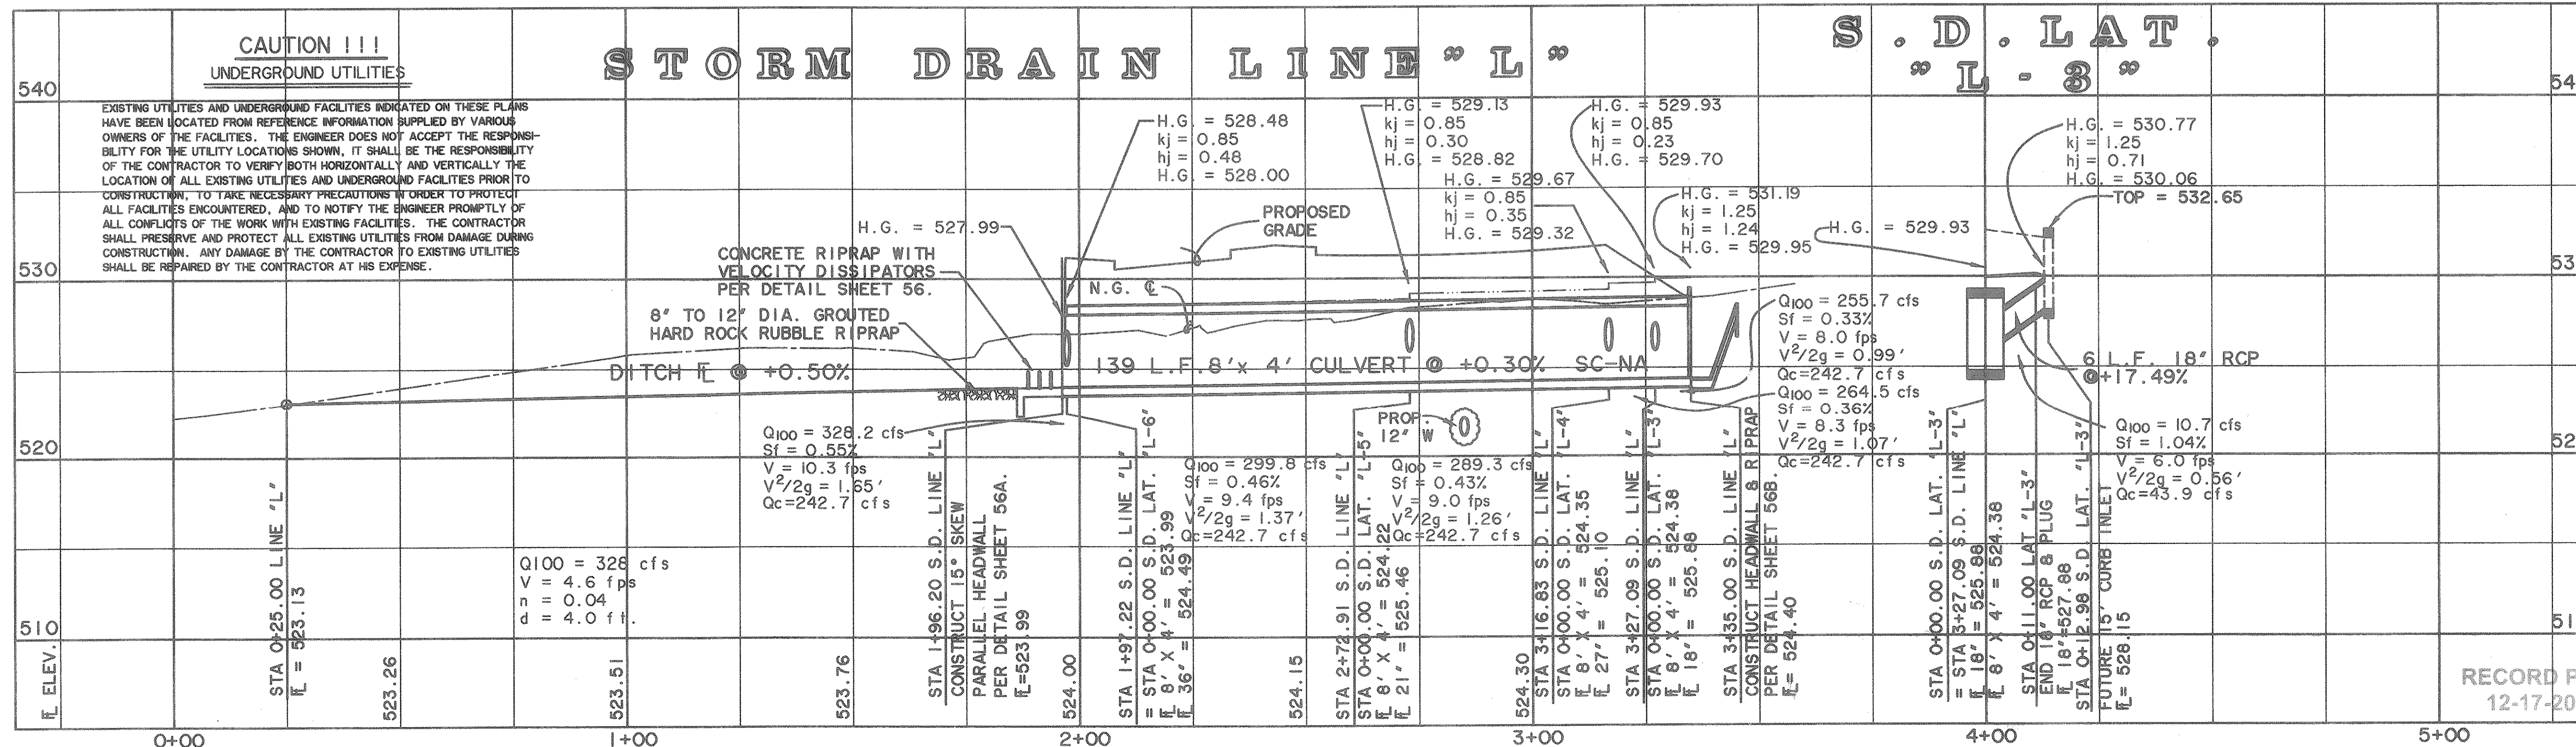 CAUTION ! ! !
UNDERGROUND UTILITIES
EXISTING UTILITIES AND UNDERGROUND FACILITIES INDICATED ON THESE PLANS
HAVE BEEN LOCATED FROM REFERENCE INFORMATION SUPPLIED BY VARIOUS
OWNERS OF THE FACILITIES. THE ENGINEER DOES NOT ACCEPT THE RESPONSI-
BILITY FOR THE UTILITY LOCATIONS SHOWN, IT SHALL BE THE RESPONSIBILITY
OF THE CONTRACTOR TO VERIFY BOTH HORIZONTALLY AND VERTICALLY THE
LOCATION OF ALL EXISTING UTILITIES AND UNDERGROUND FACILITIES PRIOR TO
CONSTRUCTION, TO TAKE NECESSARY PRECAUTIONS IN ORDER TO PROTECT
ALL FACILITIES ENCOUNTERED, AND TO NOTIFY THE ENGINEER PROMPTLY OF
ALL CONFLICTS OF THE WORK WITH EXISTING FACILITIES. THE CONTRACTOR
SHALL PRESERVE AND PROTECT ALL EXISTING UTILITIES FROM DAMAGE DURING
CONSTRUCTION. ANY DAMAGE BY THE CONTRACTOR TO EXISTING UTILITIES
SHALL BE REPAIRED BY THE CONTRACTOR AT HIS EXPENSE.
STORM DRAIN LINE "L"
S.D.LAT.
"L-3"
540
530
520
510
54
53
52
51
H.G. = 528.48
kj = 0.85
hj = 0.48
H.G. = 528.00
H.G. = 529.13
kj = 0.85
hj = 0.30
H.G. = 528.82
H.G. = 529.93
kj = 0.85
hj = 0.23
H.G. = 529.70
H.G. = 529.67
kj = 0.85
hj = 0.35
H.G. = 529.32
H.G. = 531.19
kj = 1.25
hj = 1.24
H.G. = 529.95
H.G. = 530.77
kj = 1.25
hj = 0.71
H.G. = 530.06
TOP = 532.65
H.G. = 529.93
H.G. = 527.99
PROPOSED
GRADE
N.G. ℄
CONCRETE RIPRAP WITH
VELOCITY DISSIPATORS
PER DETAIL SHEET 56.
8" TO 12" DIA. GROUTED
HARD ROCK RUBBLE RIPRAP
DITCH FL @ +0.50%
139 L.F. 8'x 4' CULVERT @ +0.30% SC-NA
PROP.
12" W
6 L.F. 18" RCP
@+17.49%
Q100 = 328.2 cfs
Sf = 0.55%
V = 10.3 fps
V²/2g = 1.65'
Qc=242.7 cfs
Q100 = 299.8 cfs
Sf = 0.46%
V = 9.4 fps
V²/2g = 1.37'
Qc=242.7 cfs
Q100 = 289.3 cfs
Sf = 0.43%
V = 9.0 fps
V²/2g = 1.26'
Qc=242.7 cfs
Q100 = 255.7 cfs
Sf = 0.33%
V = 8.0 fps
V²/2g = 0.99'
Qc=242.7 cfs
Q100 = 264.5 cfs
Sf = 0.36%
V = 8.3 fps
V²/2g = 1.07'
Qc=242.7 cfs
Q100 = 10.7 cfs
Sf = 1.04%
V = 6.0 fps
V²/2g = 0.56'
Qc=43.9 cfs
Q100 = 328 cfs
V = 4.6 fps
n = 0.04
d = 4.0 ft.
FL ELEV.
STA 0+25.00 LINE "L"
FL = 523.13
523.26
523.51
523.76
STA 1+96.20 S.D. LINE "L"
CONSTRUCT 15° SKEW
PARALLEL HEADWALL
PER DETAIL SHEET 56A.
FL=523.99
524.00
STA 1+97.22 S.D. LINE "L"
= STA 0+00.00 S.D. LAT. "L-6"
FL 8' X 4' = 523.99
FL 36" = 524.49
524.15
STA 2+72.91 S.D. LINE "L"
STA 0+00.00 S.D. LAT. "L-5"
FL 8' X 4' = 524.22
FL 21" = 525.46
524.30
STA 3+16.83 S.D. LINE "L"
STA 0+00.00 S.D. LAT. "L-4"
FL 8' X 4' = 524.35
FL 27" = 525.10
STA 3+27.09 S.D. LINE "L"
STA 0+00.00 S.D. LAT. "L-3"
FL 8' X 4' = 524.38
FL 18" = 525.88
STA 3+35.00 S.D. LINE "L"
CONSTRUCT HEADWALL & RIPRAP
PER DETAIL SHEET 56B.
FL= 524.40
STA 0+00.00 S.D. LAT. "L-3"
= STA 3+27.09 S.D. LINE "L"
FL 18" = 525.88
FL 8' X 4' = 524.38
STA 0+11.00 LAT "L-3"
END 18" RCP & PLUG
FL 18"=527.88
STA 0+12.98 S.D. LAT. "L-3"
FUTURE 15' CURB INLET
FL= 528.15
RECORD P
12-17-20
0+00
1+00
2+00
3+00
4+00
5+00